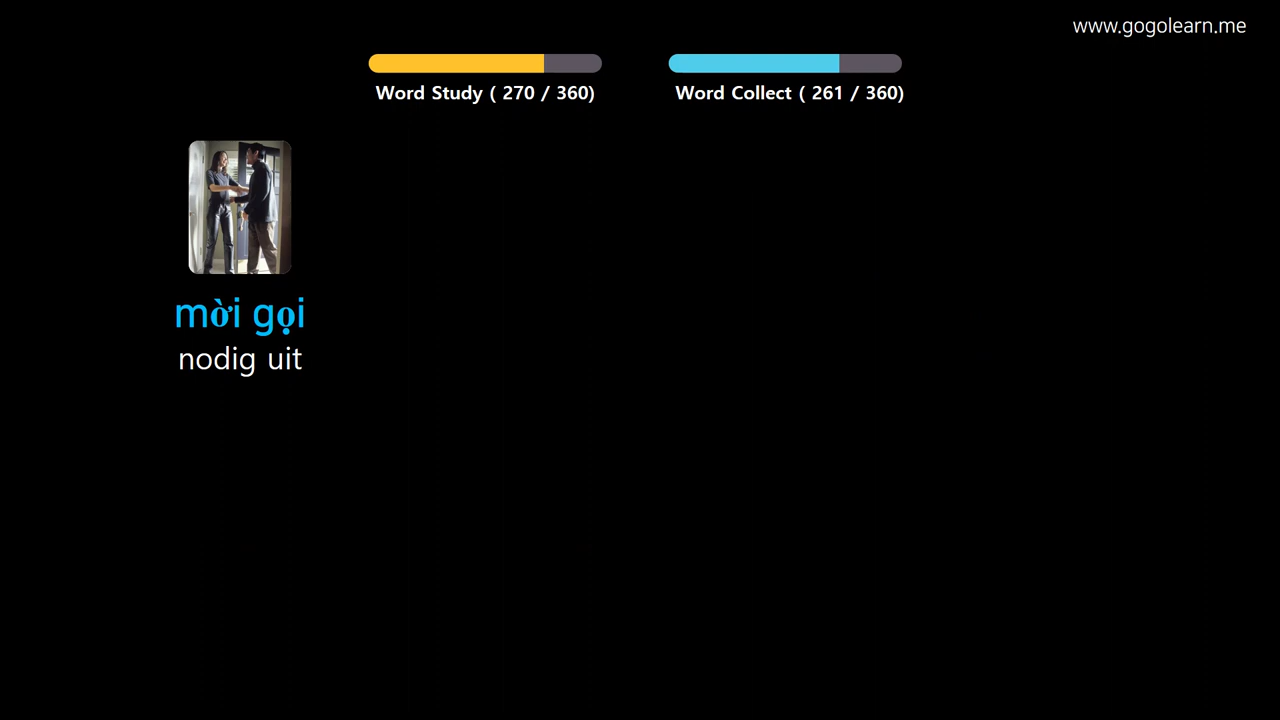 www.gogolearn.me
Word Study ( 270 / 360)
Word Collect ( 261 / 360)
mời gọi
nodig uit